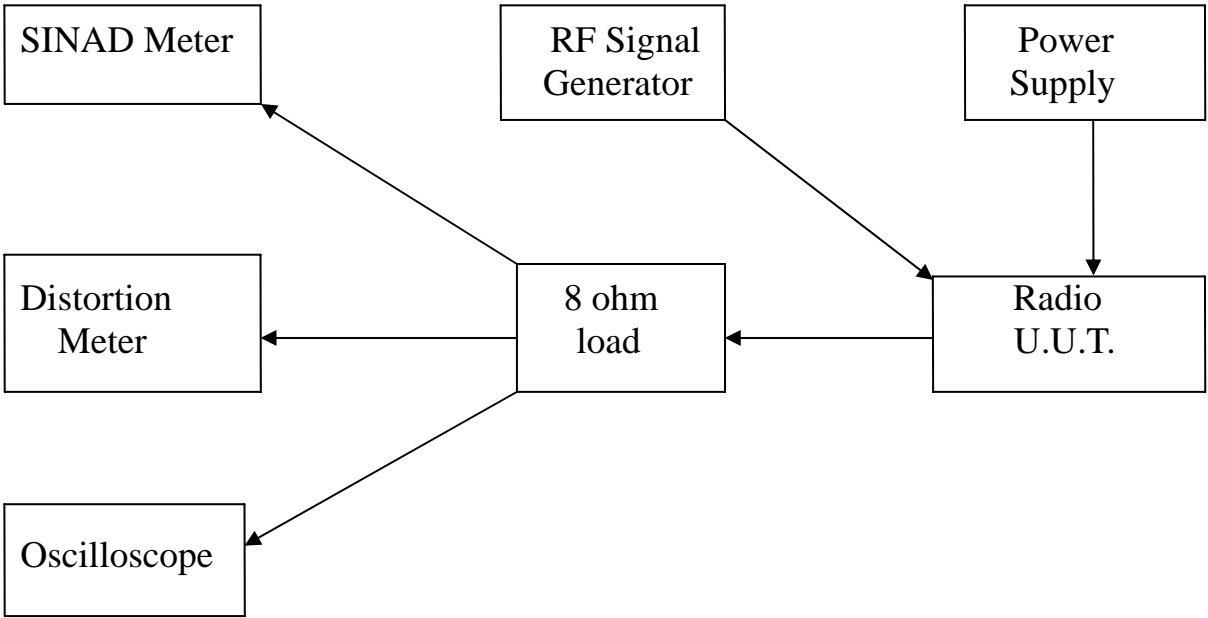 SINAD Meter
RF Signal
Generator
Power
Supply
Distortion
Meter
8 ohm
load
Radio
U.U.T.
Oscilloscope